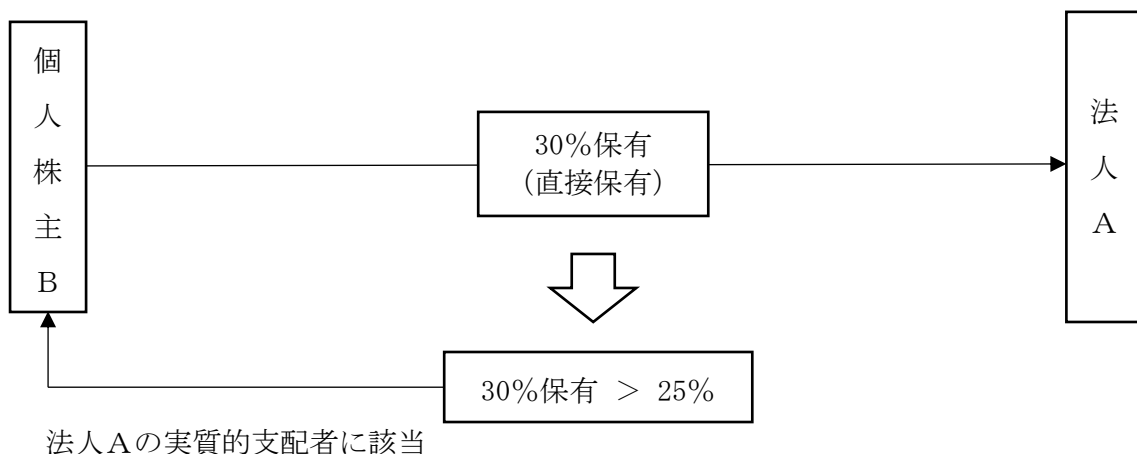 個人株主B
30%保有
（直接保有）
法人A
30%保有 ＞ 25%
法人Aの実質的支配者に該当